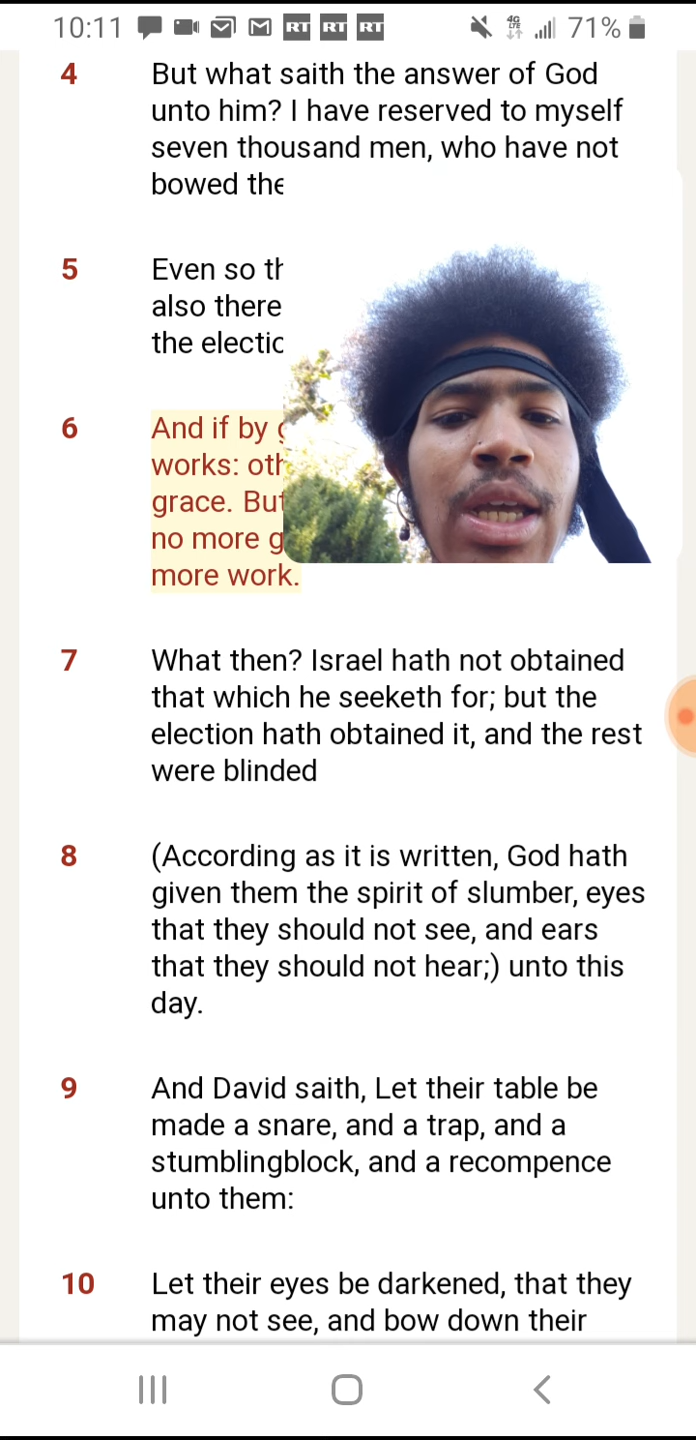 10:11 RT RT RT 4G LTE 71%
4 But what saith the answer of God
unto him? I have reserved to myself
seven thousand men, who have not
bowed the
5 Even so
also there
the
6 And if by
works:
grace. But
no more
more work.
7 What then? Israel hath not obtained
that which he seeketh for; but the
election hath obtained it, and the rest
were blinded
8 (According as it is written, God hath
given them the spirit of slumber, eyes
that they should not see, and ears
that they should not hear;) unto this
day.
9 And David saith, Let their table be
made a snare, and a trap, and a
stumblingblock, and a recompence
unto them:
10 Let their eyes be darkened, that they
may not see, and bow down their